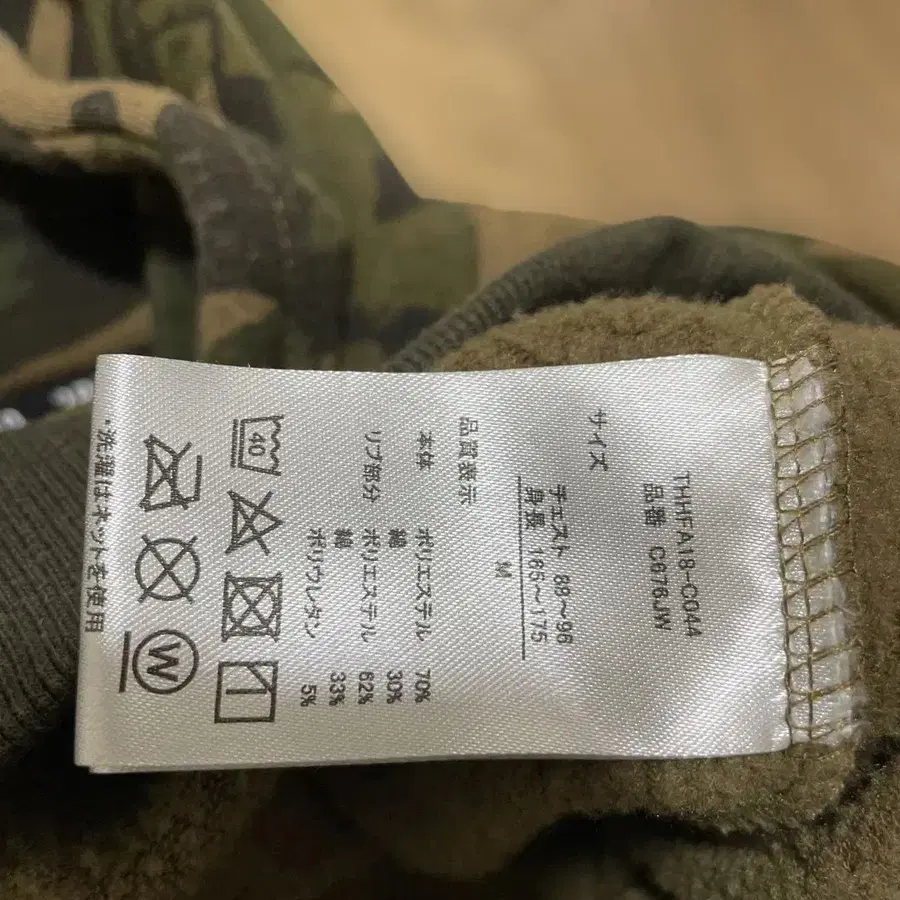 THHFA18-C044
品番 C676JW
サイズ
チェスト 88〜96
身長 165〜175
M
品質表示
本体 ポリエステル 70%
綿 30%
リブ部分 ポリエステル 62%
綿 33%
ポリウレタン 5%
40
W
*洗濯はネットを使用